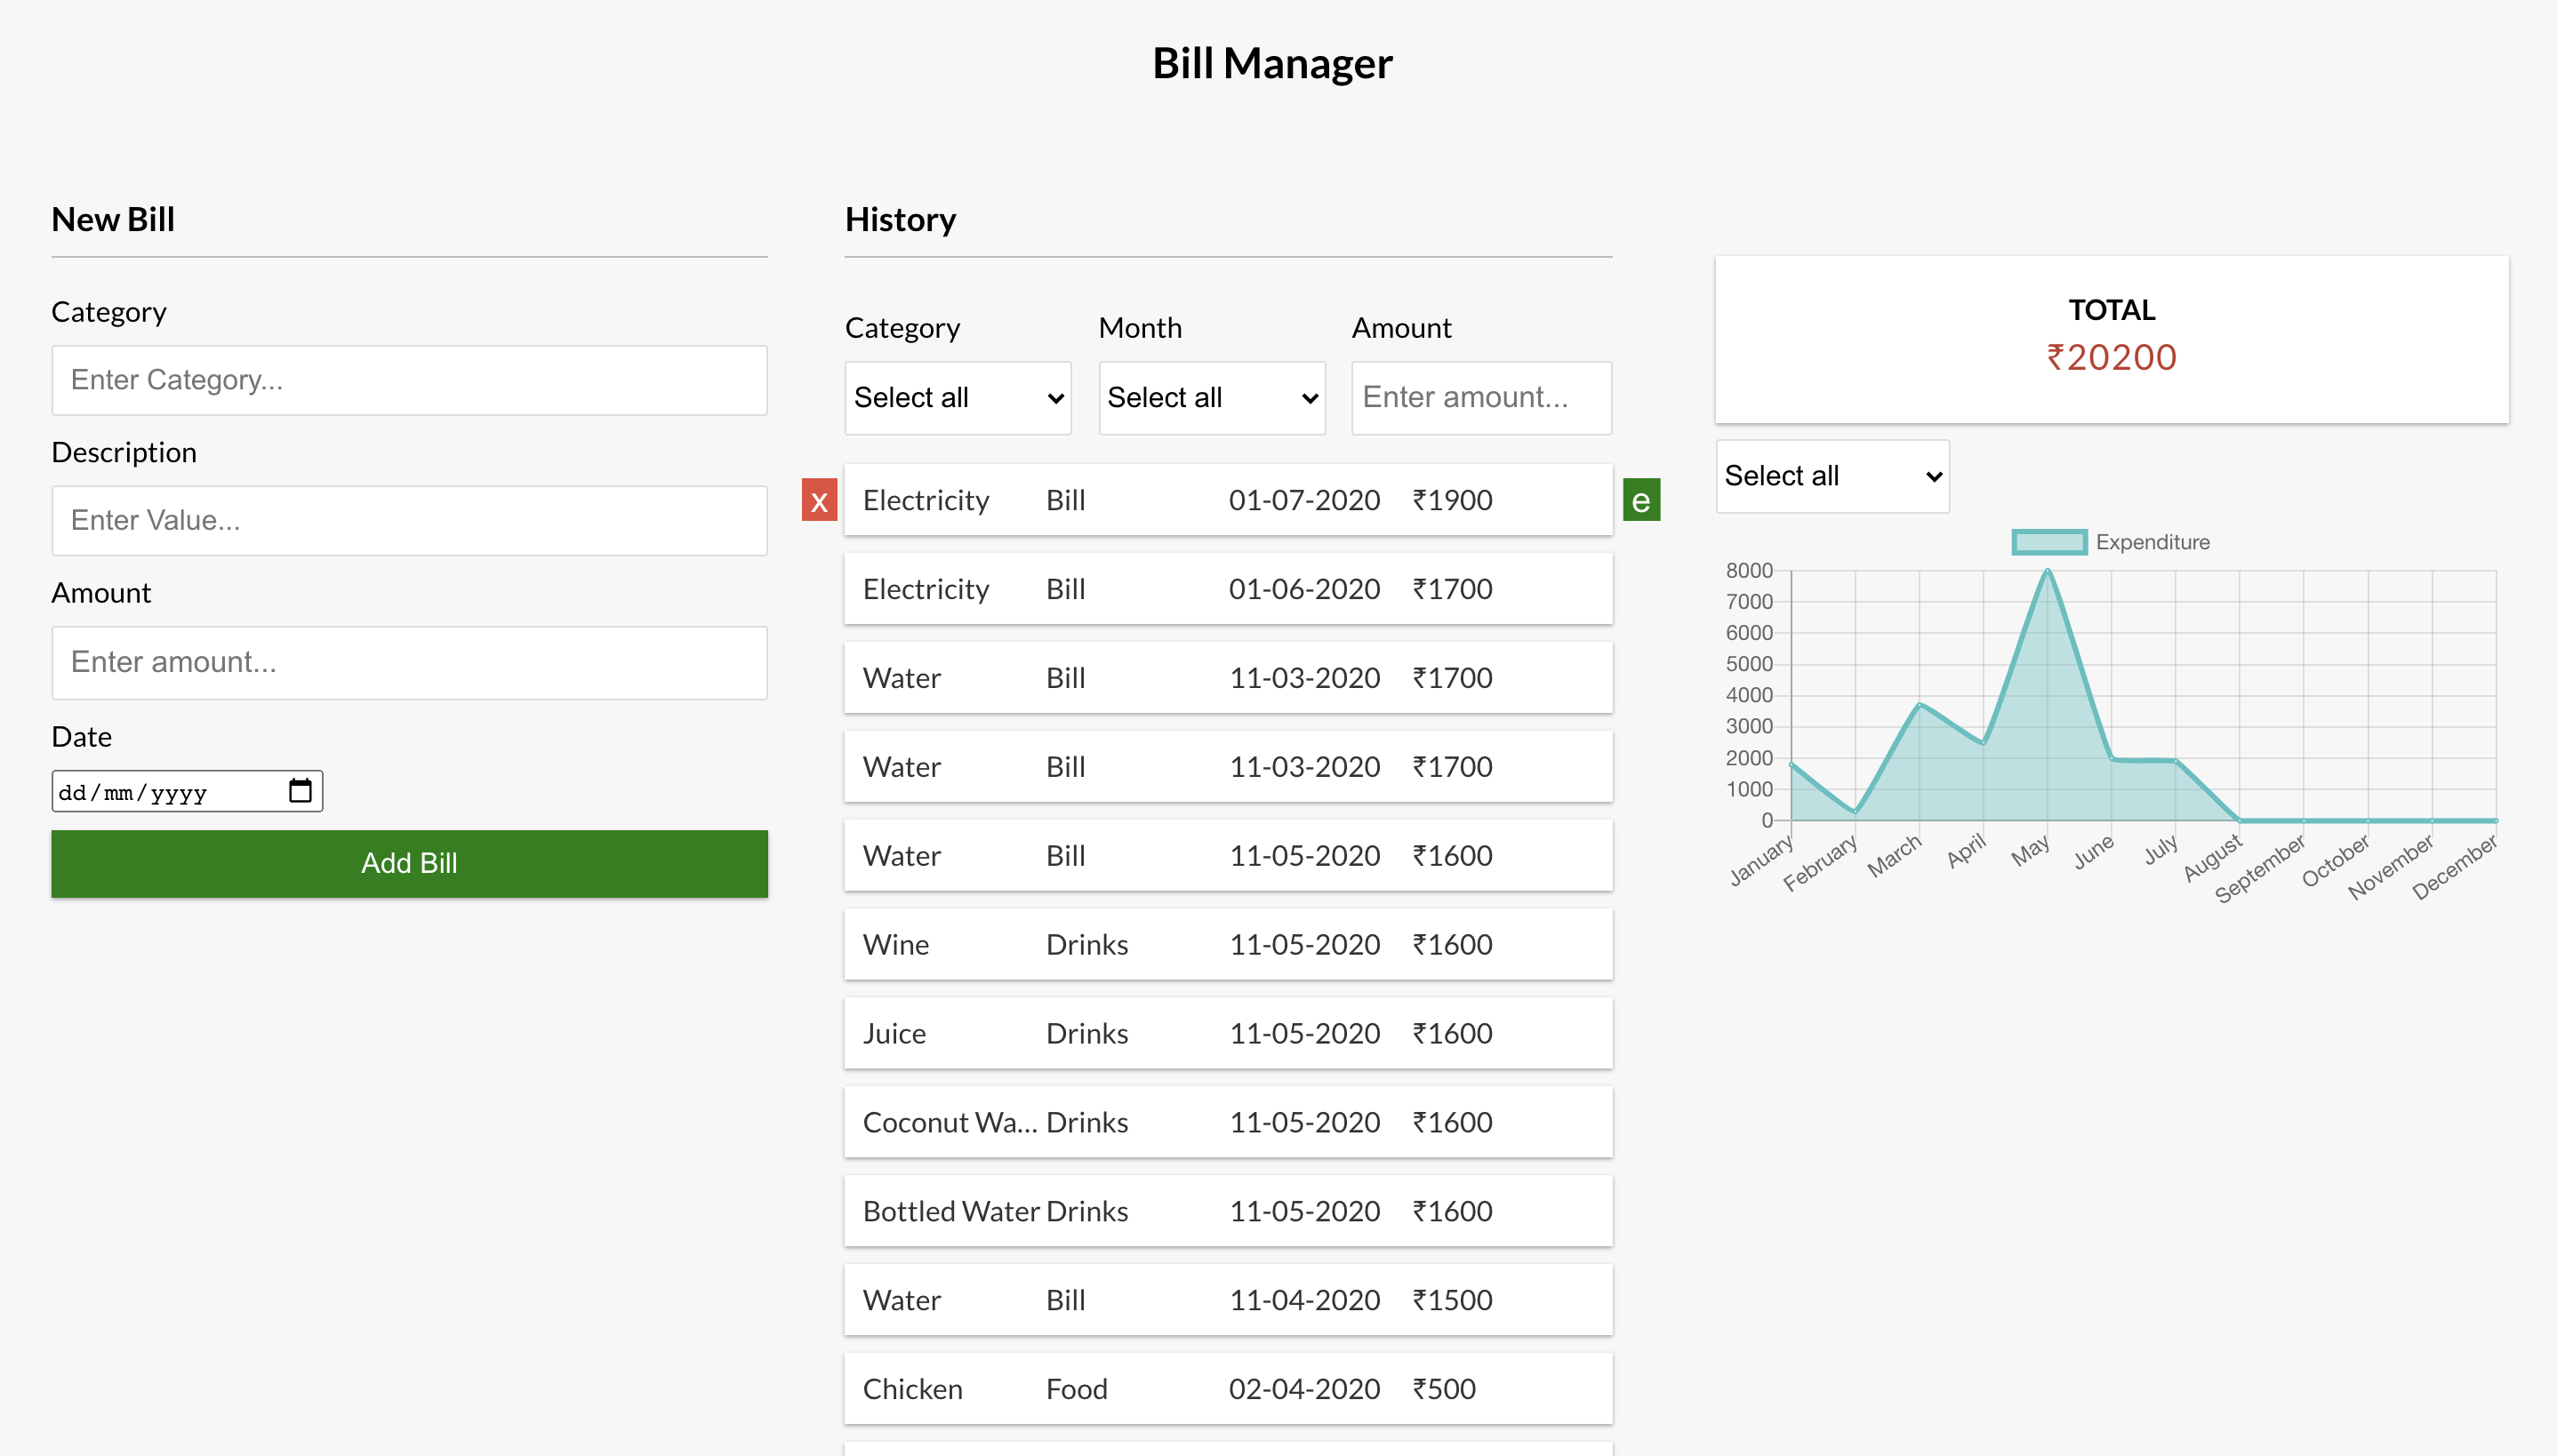 Bill Manager
New Bill
Category
Enter Category...
Description
Enter Value...
Amount
Enter amount...
Date
dd/mm/yyyy
Add Bill
History
Category Month Amount
Select all Select all Enter amount...
x Electricity Bill 01-07-2020 ₹1900 e
Electricity Bill 01-06-2020 ₹1700
Water Bill 11-03-2020 ₹1700
Water Bill 11-03-2020 ₹1700
Water Bill 11-05-2020 ₹1600
Wine Drinks 11-05-2020 ₹1600
Juice Drinks 11-05-2020 ₹1600
Coconut Wa... Drinks 11-05-2020 ₹1600
Bottled Water Drinks 11-05-2020 ₹1600
Water Bill 11-04-2020 ₹1500
Chicken Food 02-04-2020 ₹500
TOTAL
₹20200
Select all
Expenditure
8000
7000
6000
5000
4000
3000
2000
1000
0
January February March April May June July August September October November December